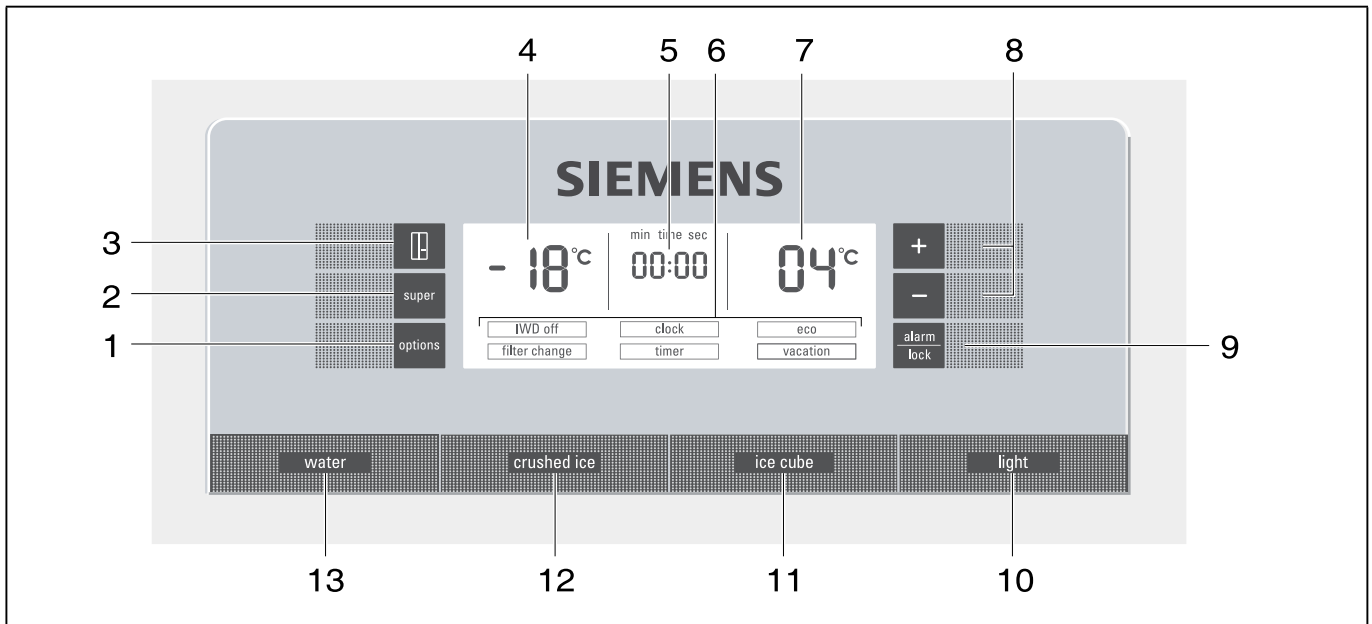 4 5 6 7 8
SIEMENS
3
min time sec
+
-18°C
00:00
04°C
2
super
−
1
options
IWD off
clock
eco
alarm
lock
9
filter change
timer
vacation
water
crushed ice
ice cube
light
13 12 11 10